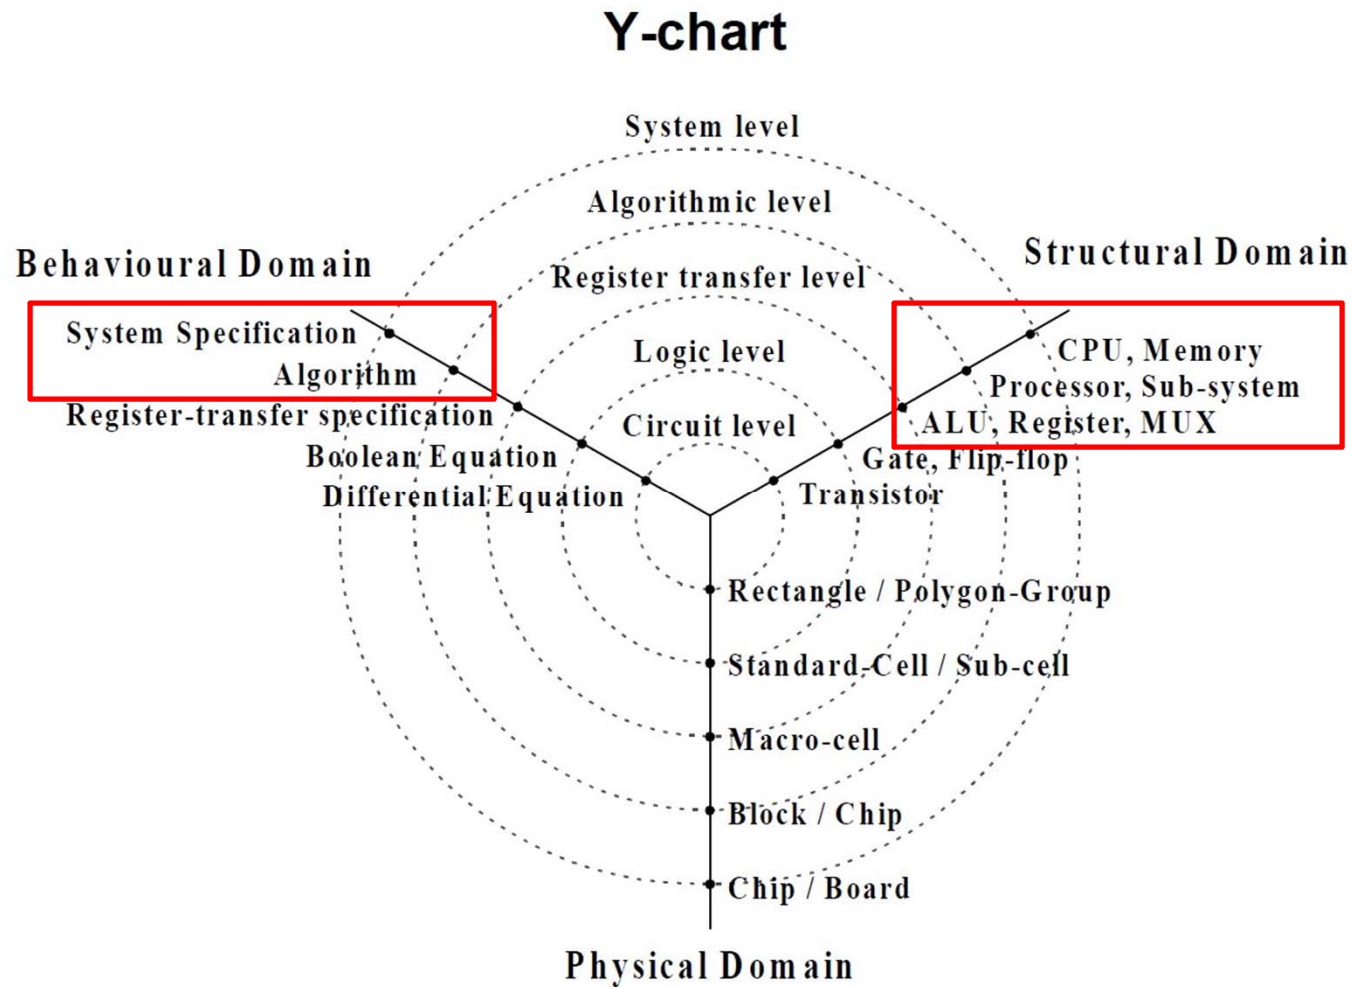 Y-chart
System level
Algorithmic level
Register transfer level
Logic level
Circuit level
Behavioural Domain
System Specification
Algorithm
Register-transfer specification
Boolean Equation
Differential Equation
Structural Domain
CPU, Memory
Processor, Sub-system
ALU, Register, MUX
Gate, Flip-flop
Transistor
Rectangle / Polygon-Group
Standard-Cell / Sub-cell
Macro-cell
Block / Chip
Chip / Board
Physical Domain